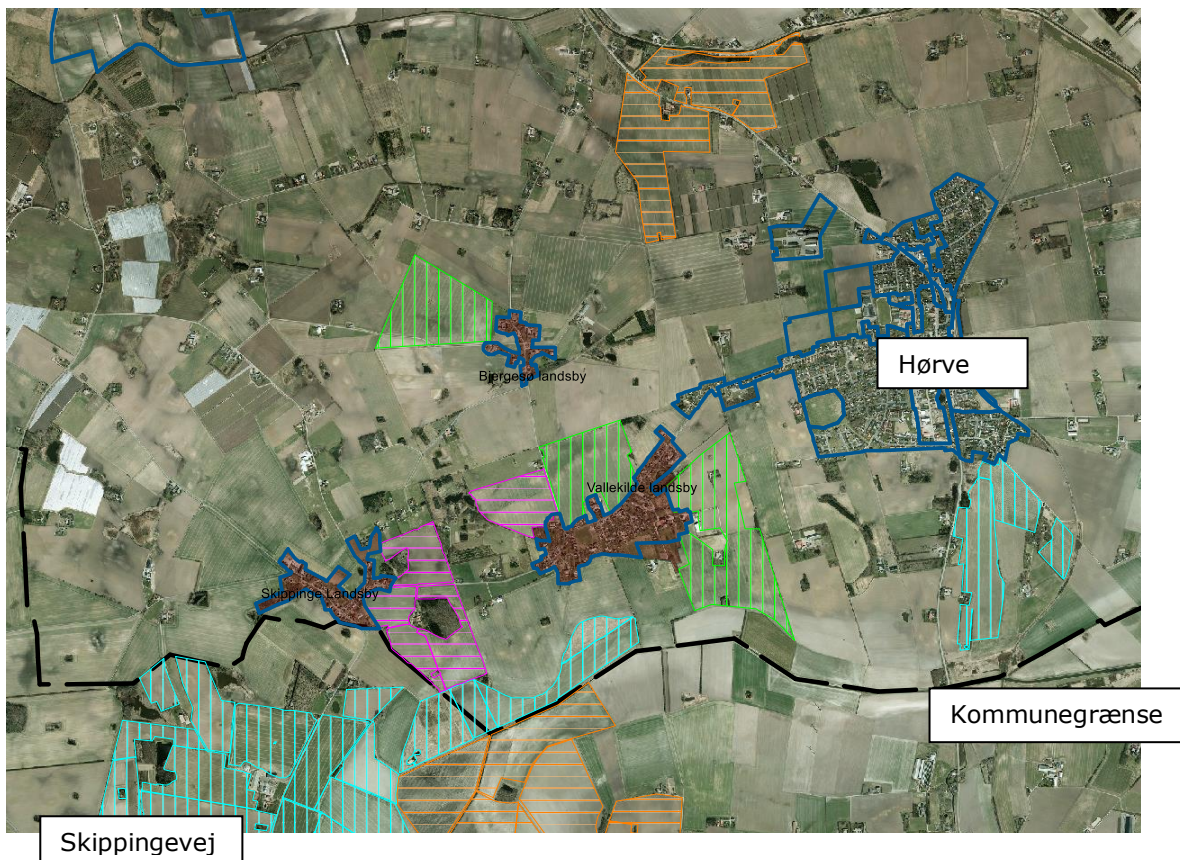 Hørve
Bjergesø landsby
Vallekilde landsby
Skippinge Landsby
Kommunegrænse
Skippingevej